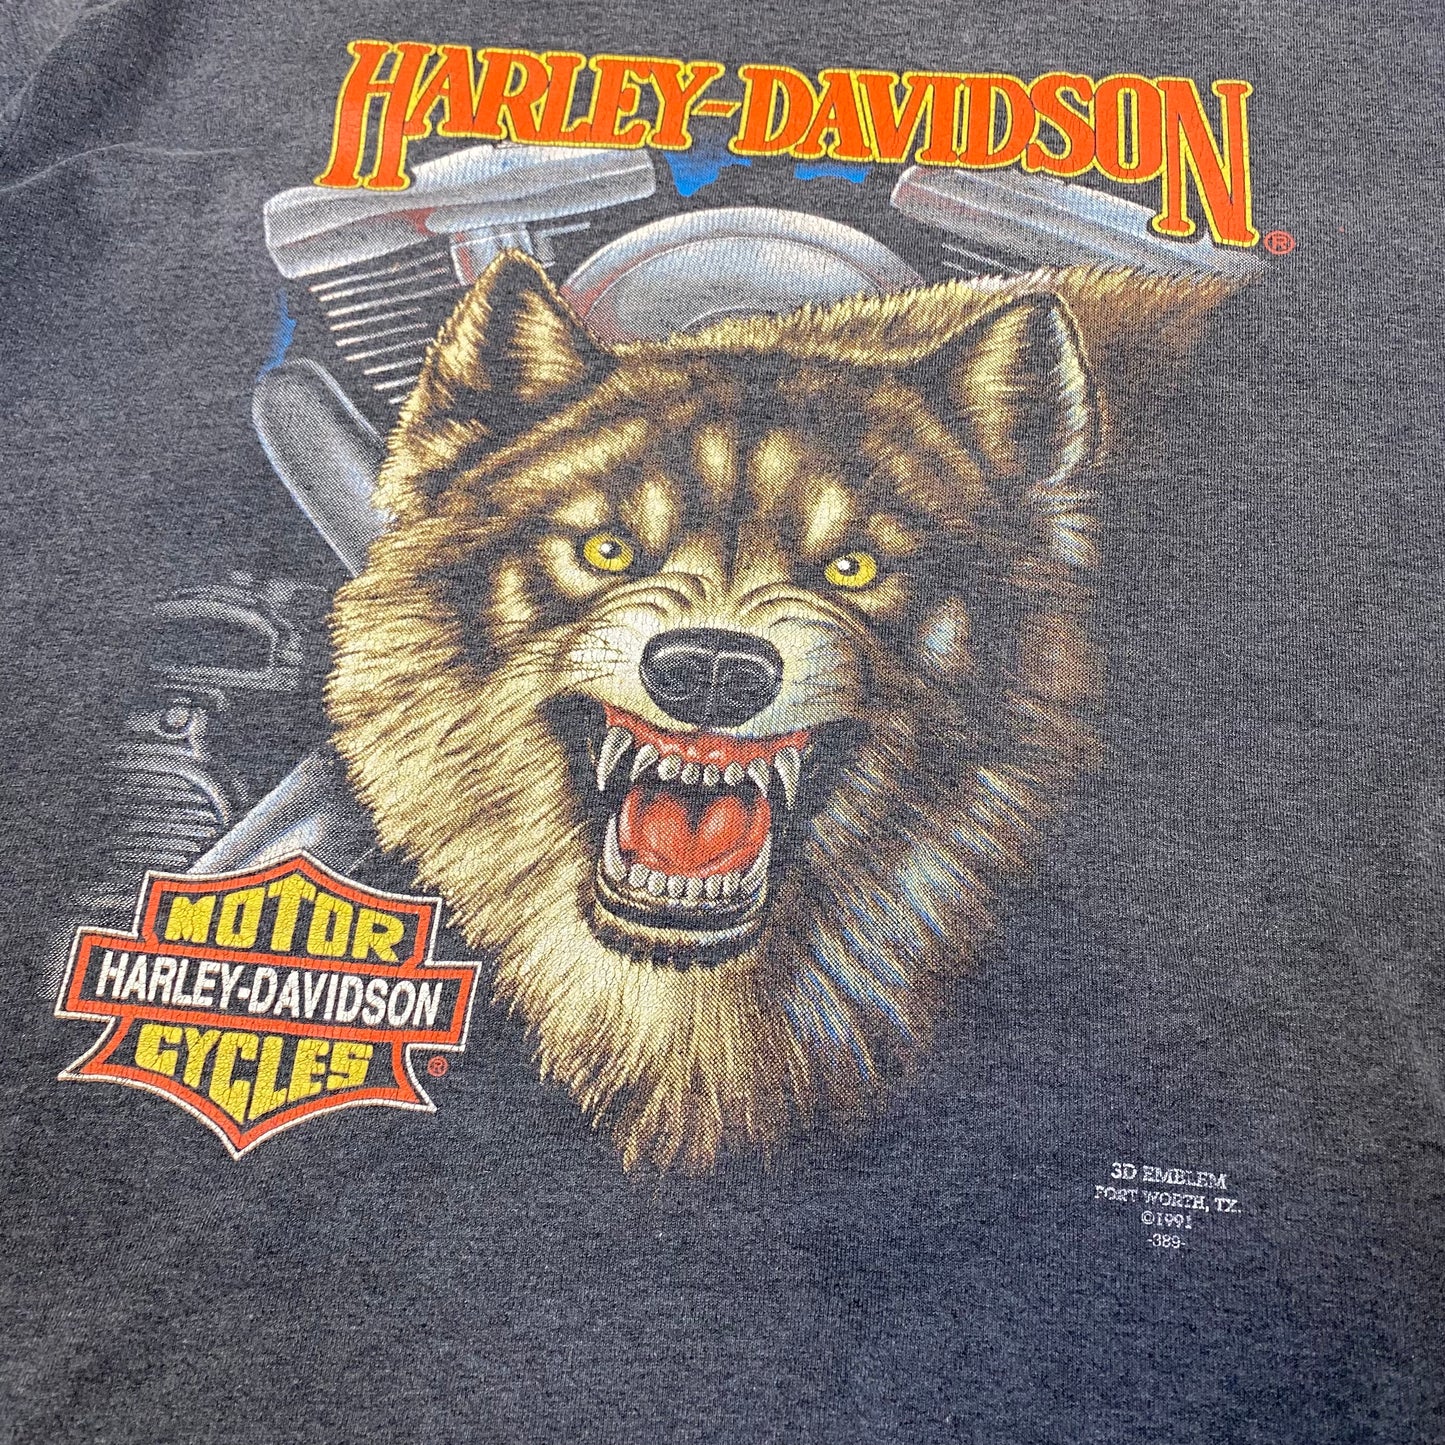 HARLEY-DAVIDSON ®
MOTOR
HARLEY-DAVIDSON
CYCLES ®
3D EMBLEM
FORT WORTH, TX.
©1991
-389-